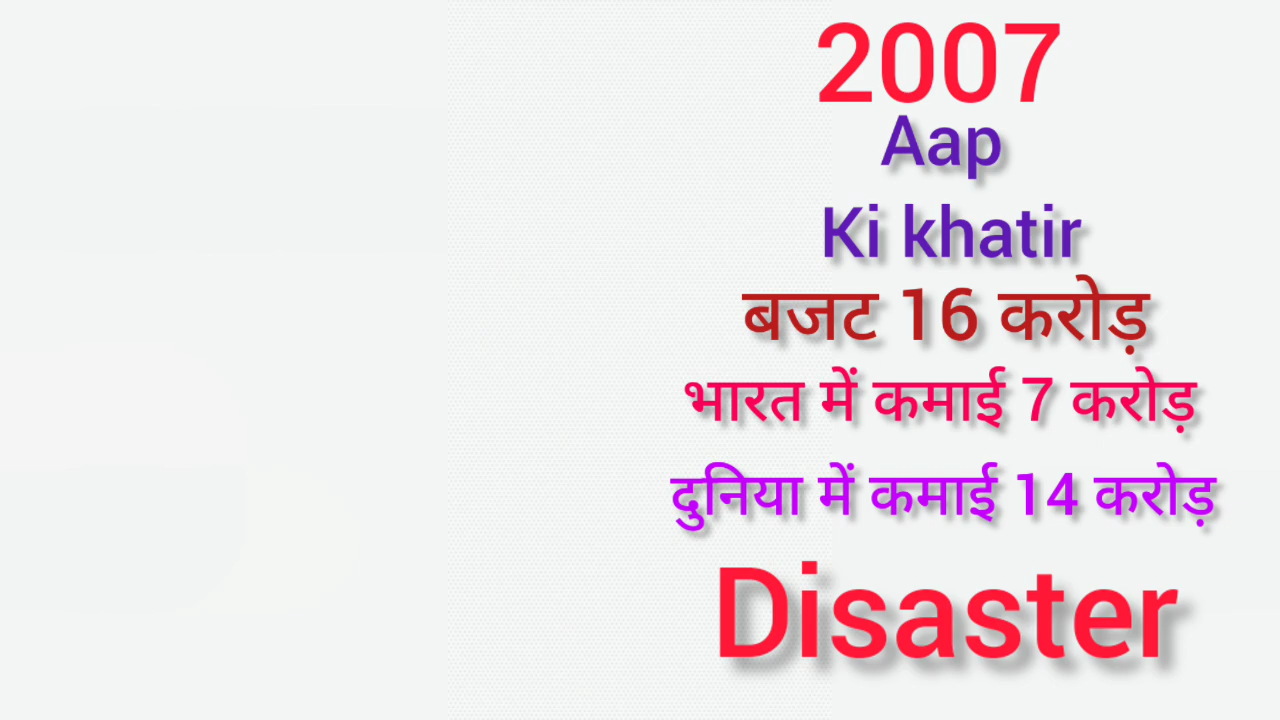 2007
Aap
Ki khatir
बजट 16 करोड़
भारत में कमाई 7 करोड़
दुनिया में कमाई 14 करोड़
Disaster